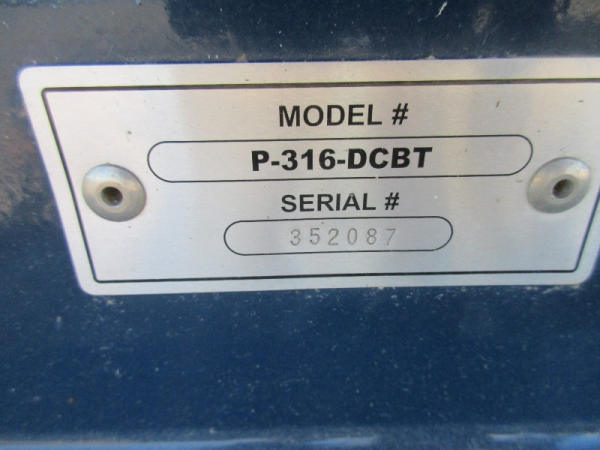 MODEL #
P-316-DCBT
SERIAL #
352087